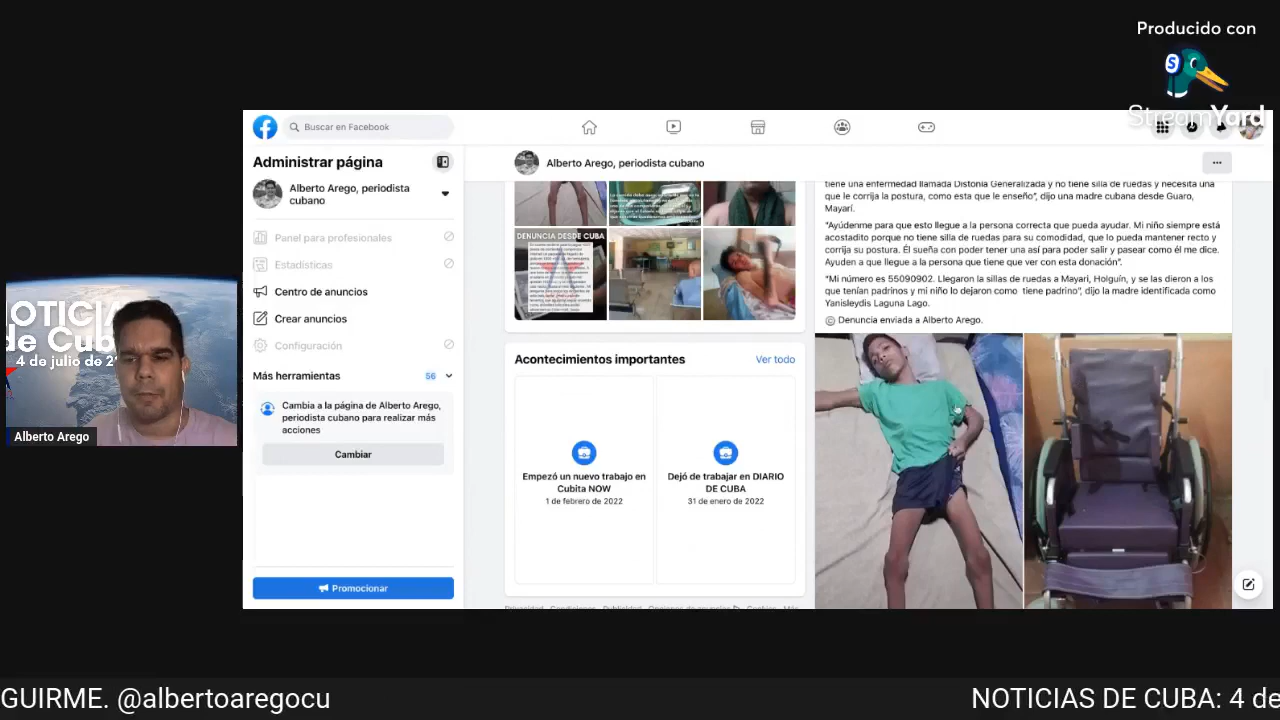 Producido con
StreamYard
Buscar en Facebook
Administrar página
Alberto Arego, periodista
cubano
Panel para profesionales
Estadísticas
Centro de anuncios
Crear anuncios
Configuración
Más herramientas
56
Cambia a la página de Alberto Arego,
periodista cubano para realizar más
acciones
Cambiar
Promocionar
Alberto Arego, periodista cubano
DENUNCIA DESDE CUBA
Acontecimientos importantes
Ver todo
Empezó un nuevo trabajo en
Cubita NOW
1 de febrero de 2022
Dejó de trabajar en DIARIO
DE CUBA
31 de enero de 2022
tiene una enfermedad llamada Distonía Generalizada y no tiene silla de ruedas y necesita una
que le corrija la postura, como esta que le enseño”, dijo una madre cubana desde Guaro,
Mayarí.
“Ayúdenme para que esto llegue a la persona correcta que pueda ayudar. Mi niño siempre está
acostadito porque no tiene silla de ruedas para su comodidad, que lo pueda mantener recto y
corrija su postura. Él sueña con poder tener una así para poder salir y pasear como él me dice.
Ayuden a que llegue a la persona que tiene que ver con esta donación”.
“Mi número es 55090902. Llegaron la sillas de ruedas a Mayarí, Holguín, y se las dieron a los
que tenían padrinos y mi niño lo dejaron como tiene padino”, dijo la madre identificada como
Yanisleydis Laguna Lago.
© Denuncia enviada a Alberto Arego.
OTICI
de Cub
4 de julio de 2
Alberto Arego
GUIRME. @albertoaregocu
NOTICIAS DE CUBA: 4 de